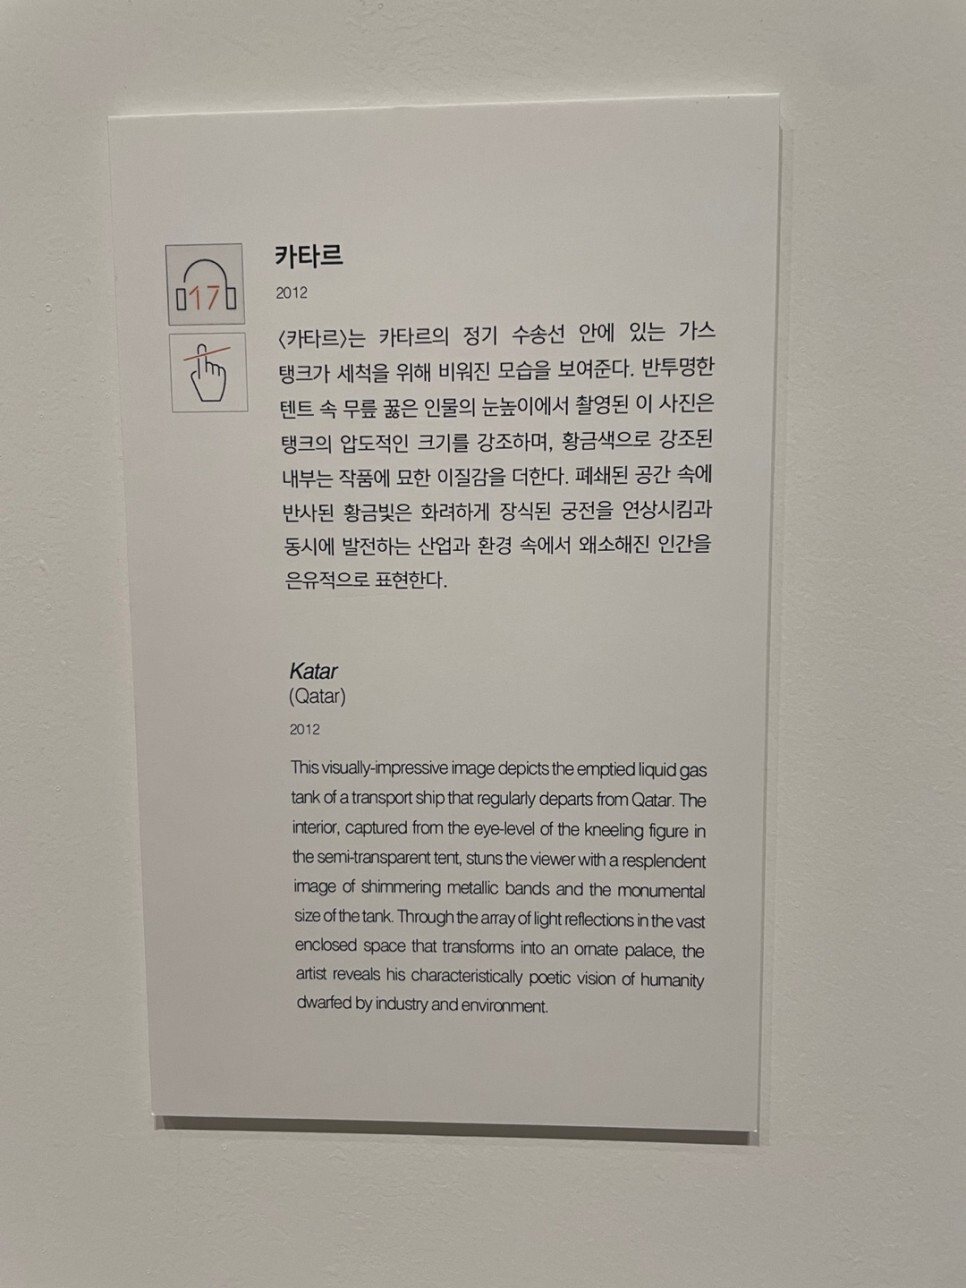 17
카타르
2012
〈카타르〉는 카타르의 정기 수송선 안에 있는 가스
탱크가 세척을 위해 비워진 모습을 보여준다. 반투명한
텐트 속 무릎 꿇은 인물의 눈높이에서 촬영된 이 사진은
탱크의 압도적인 크기를 강조하며, 황금색으로 강조된
내부는 작품에 묘한 이질감을 더한다. 폐쇄된 공간 속에
반사된 황금빛은 화려하게 장식된 궁전을 연상시킴과
동시에 발전하는 산업과 환경 속에서 왜소해진 인간을
은유적으로 표현한다.
Katar
(Qatar)
2012
This visually-impressive image depicts the emptied liquid gas
tank of a transport ship that regularly departs from Qatar. The
interior, captured from the eye-level of the kneeling figure in
the semi-transparent tent, stuns the viewer with a resplendent
image of shimmering metallic bands and the monumental
size of the tank. Through the array of light reflections in the vast
enclosed space that transforms into an ornate palace, the
artist reveals his characteristically poetic vision of humanity
dwarfed by industry and environment.